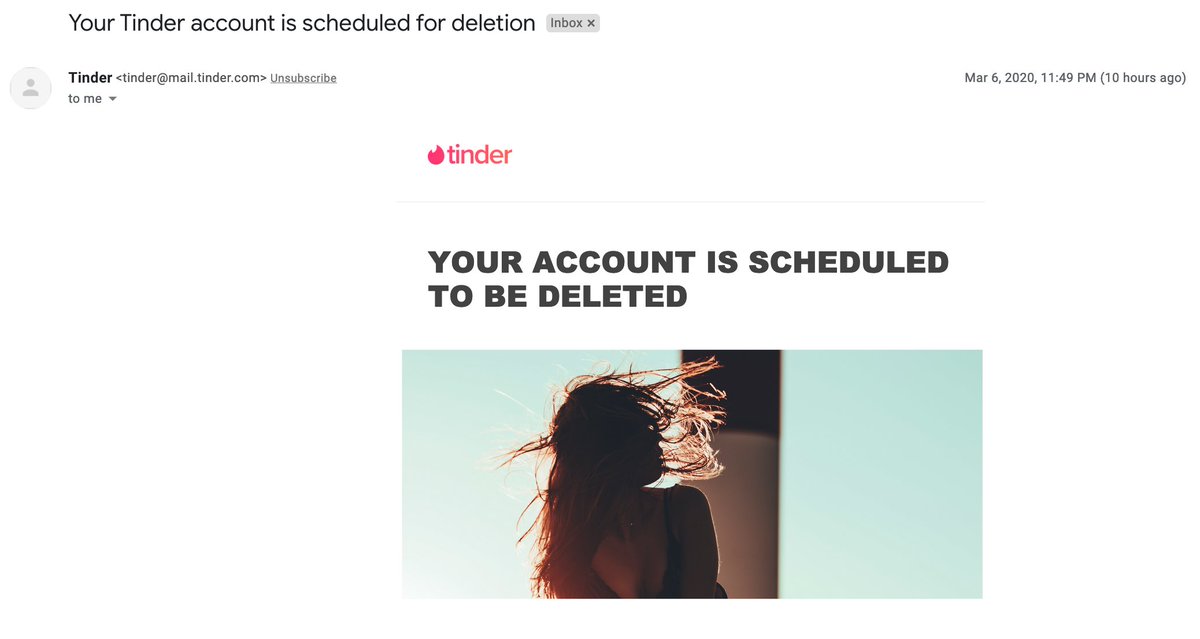 Your Tinder account is scheduled for deletion Inbox ×
Tinder <tinder@mail.tinder.com> Unsubscribe Mar 6, 2020, 11:49 PM (10 hours ago)
to me
tinder
YOUR ACCOUNT IS SCHEDULED
TO BE DELETED